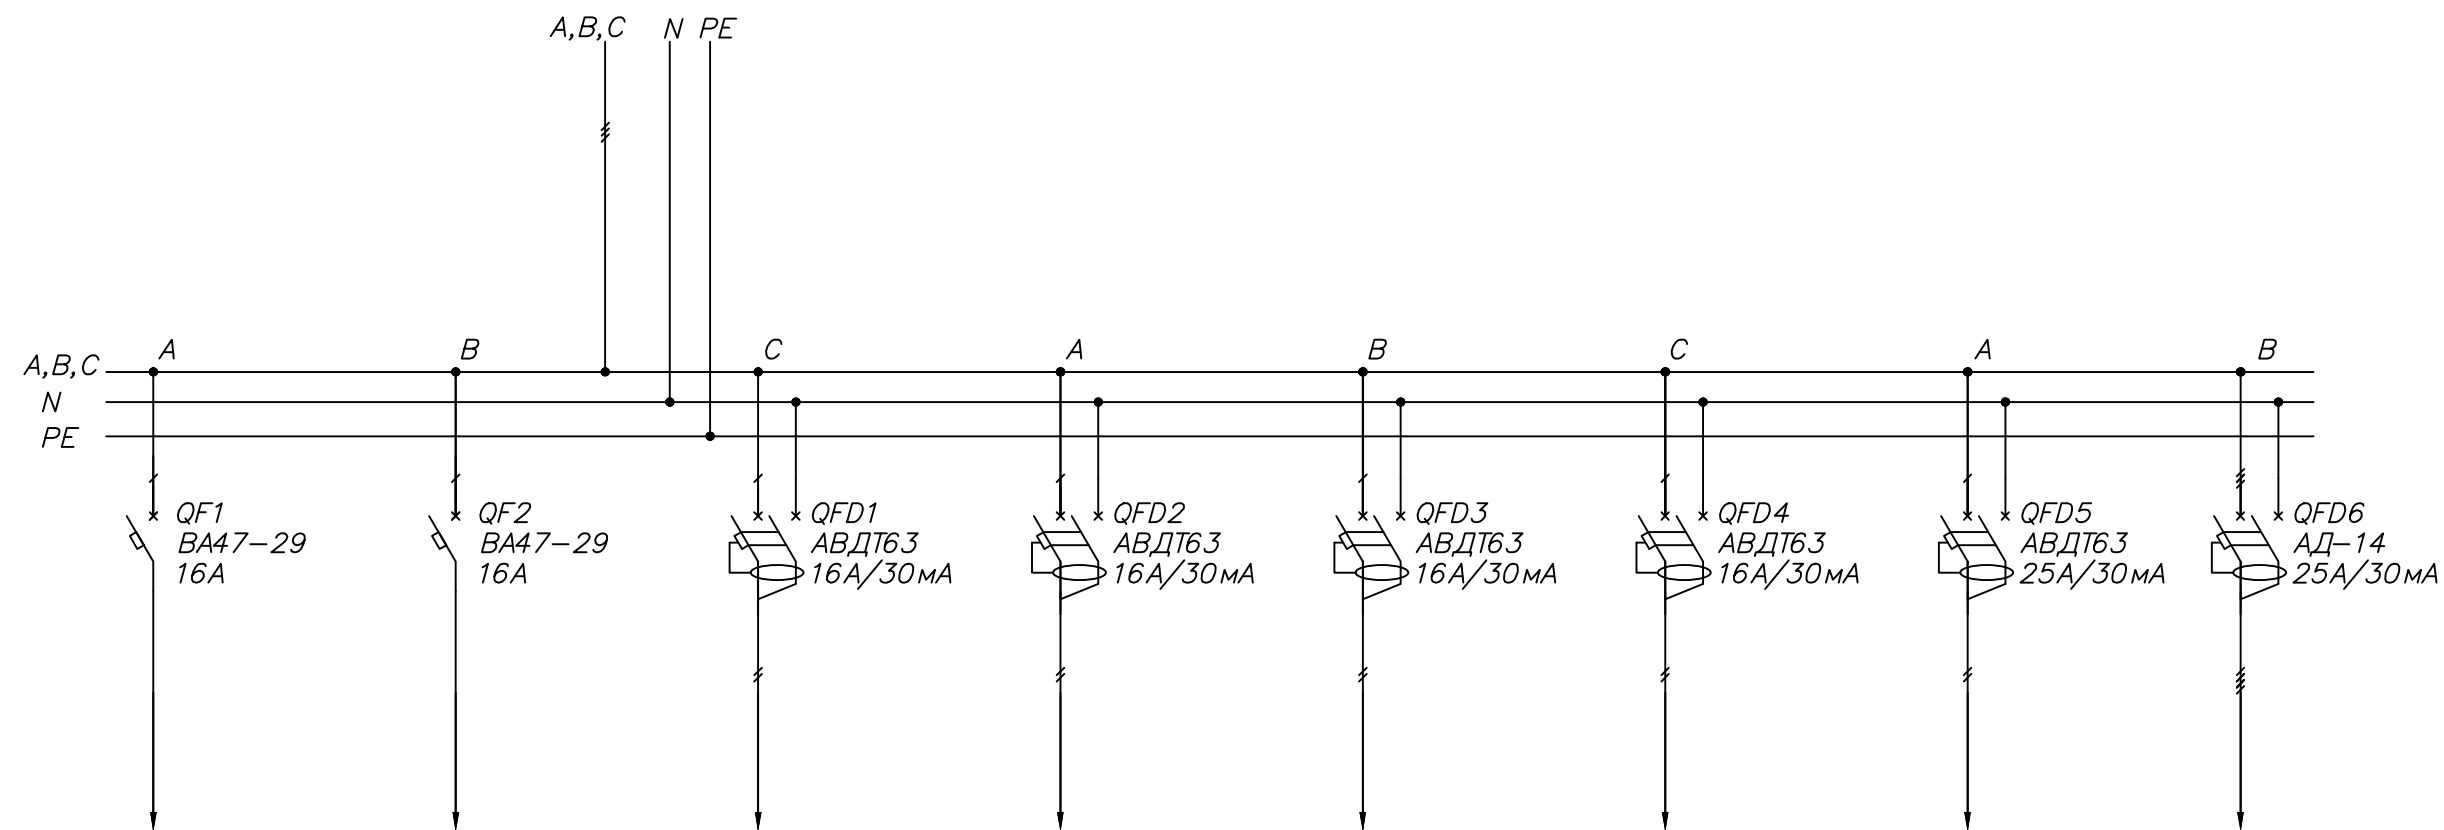 A,B,C
N
PE
A
B
C
A
B
C
A
B
A,B,C
N
PE
QF1
ВА47-29
16А
QF2
ВА47-29
16А
QFD1
АВДТ63
16А/30мА
QFD2
АВДТ63
16А/30мА
QFD3
АВДТ63
16А/30мА
QFD4
АВДТ63
16А/30мА
QFD5
АВДТ63
25А/30мА
QFD6
АД-14
25А/30мА